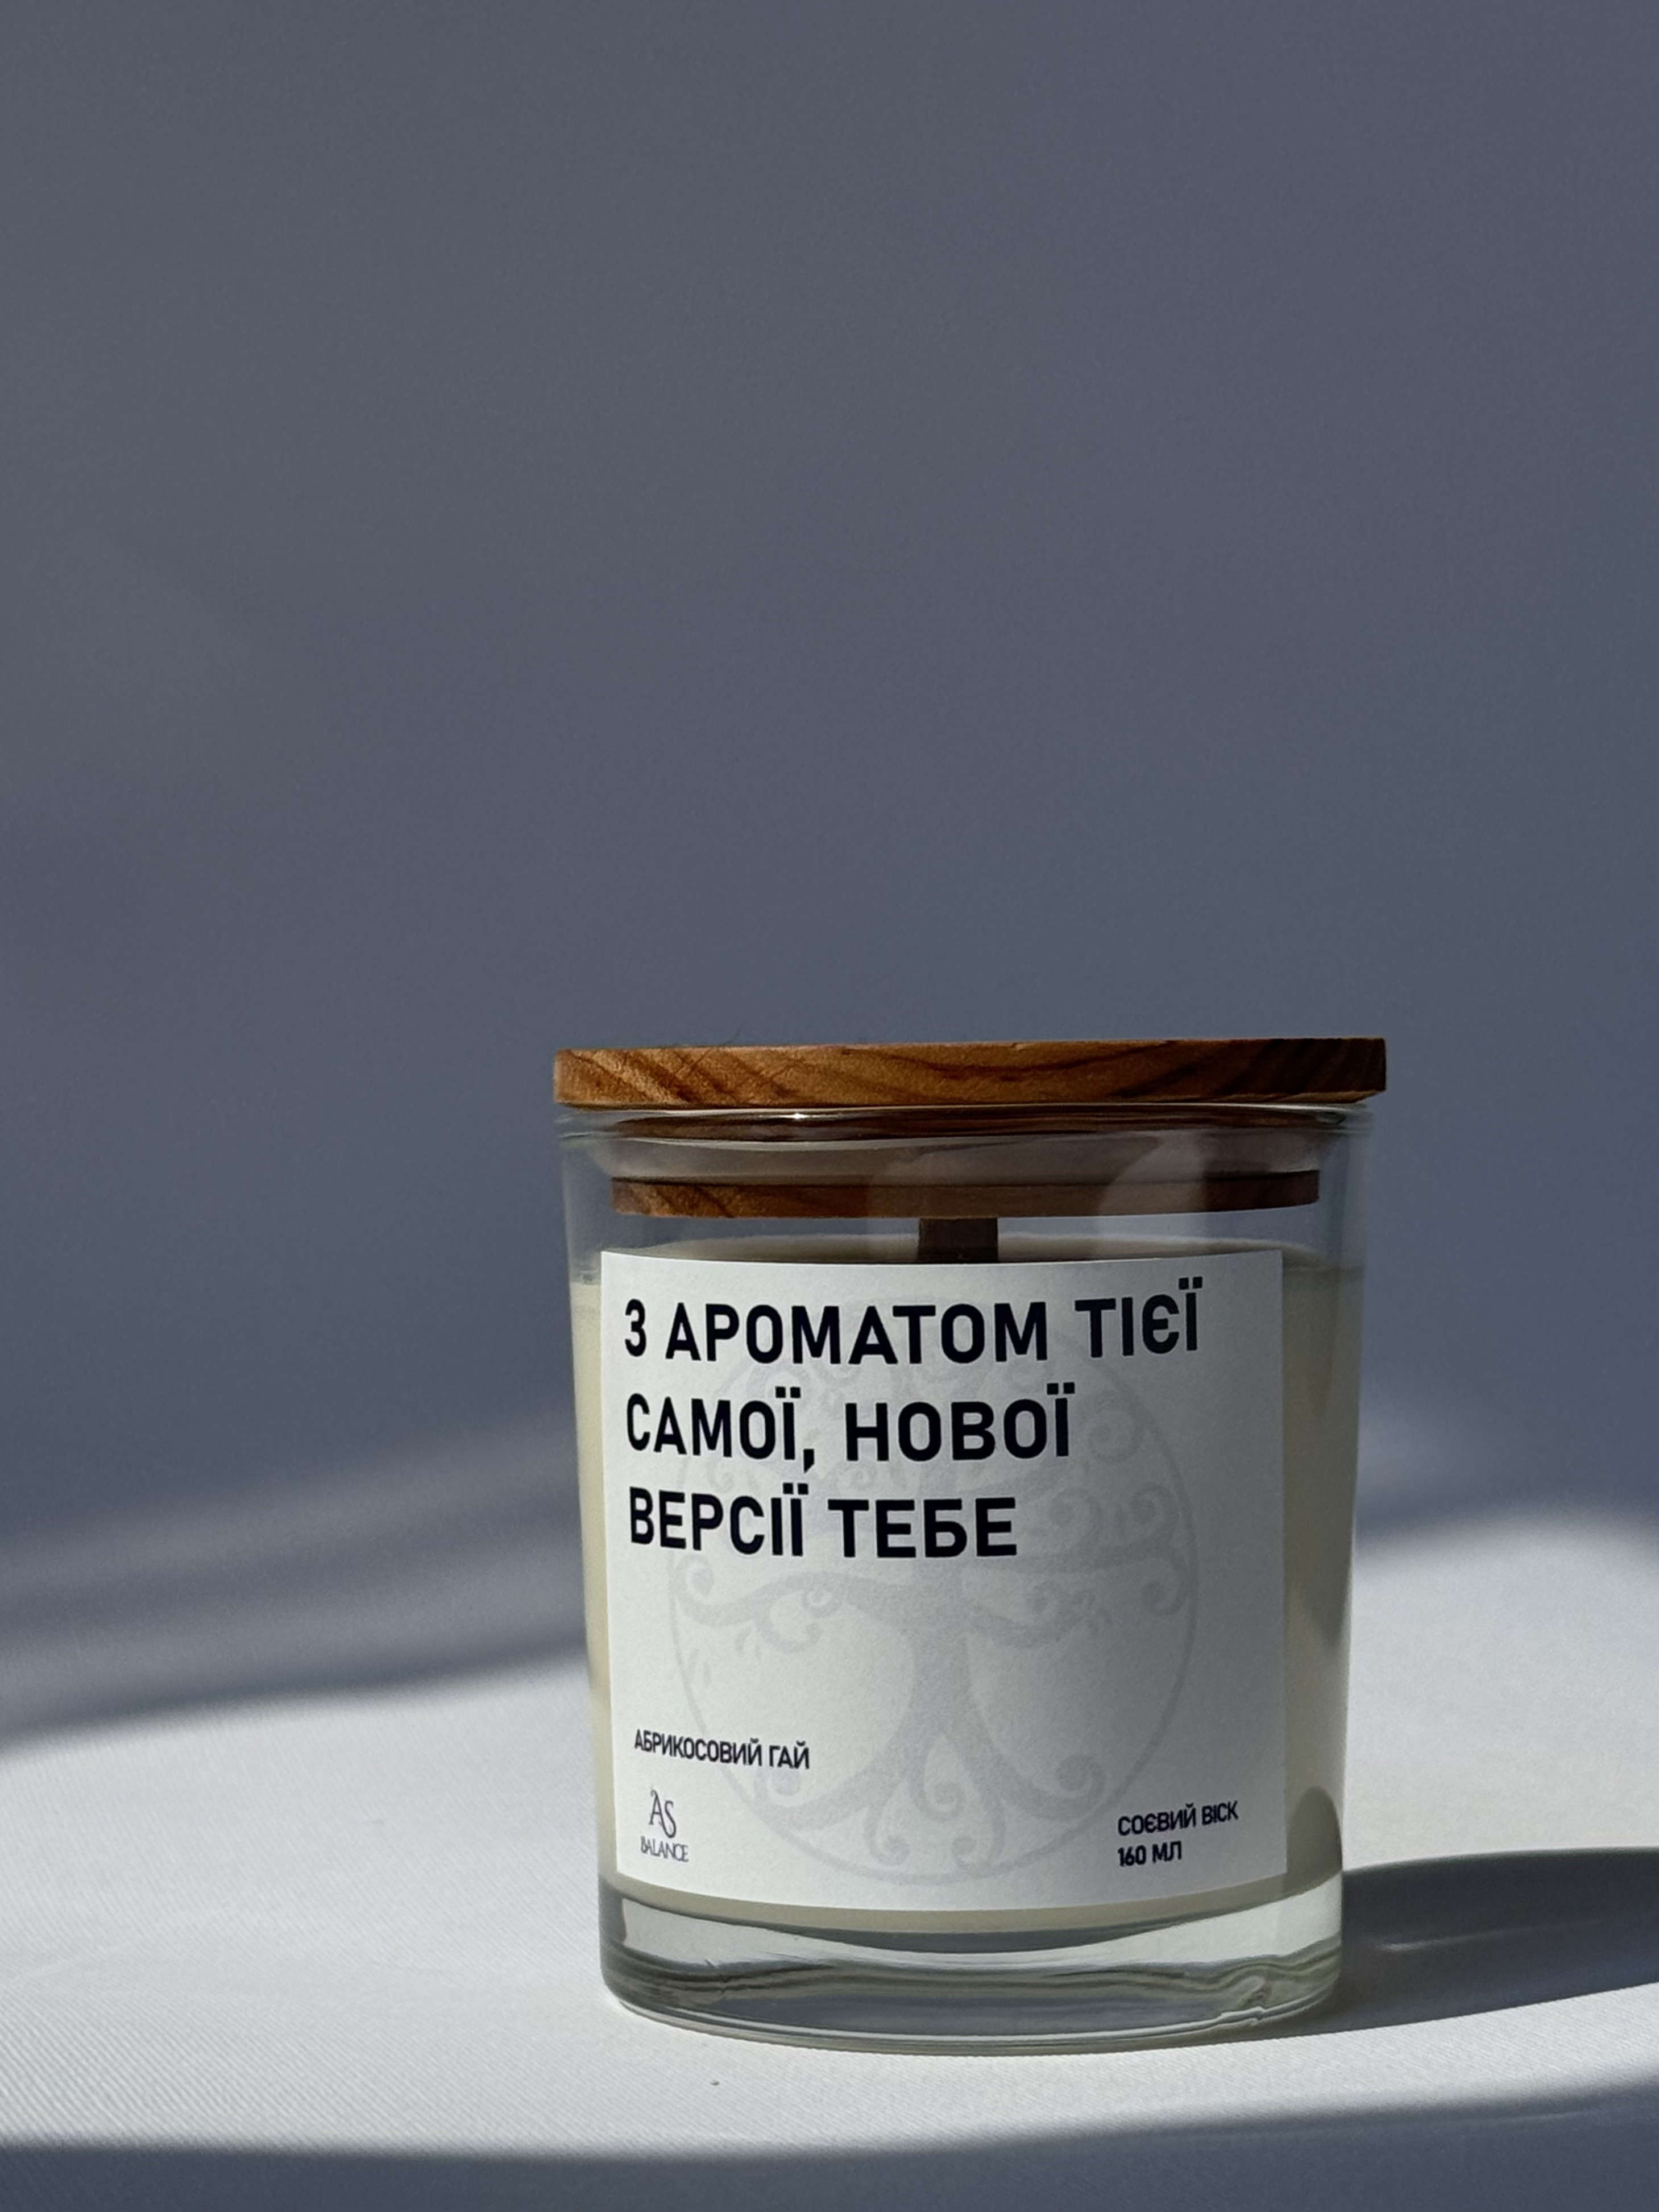 З АРОМАТОМ ТІЄЇ
САМОЇ, НОВОЇ
ВЕРСІЇ ТЕБЕ
АБРИКОСОВИЙ ГАЙ
AS
BALANCE
СОЄВИЙ ВІСК
160 МЛ